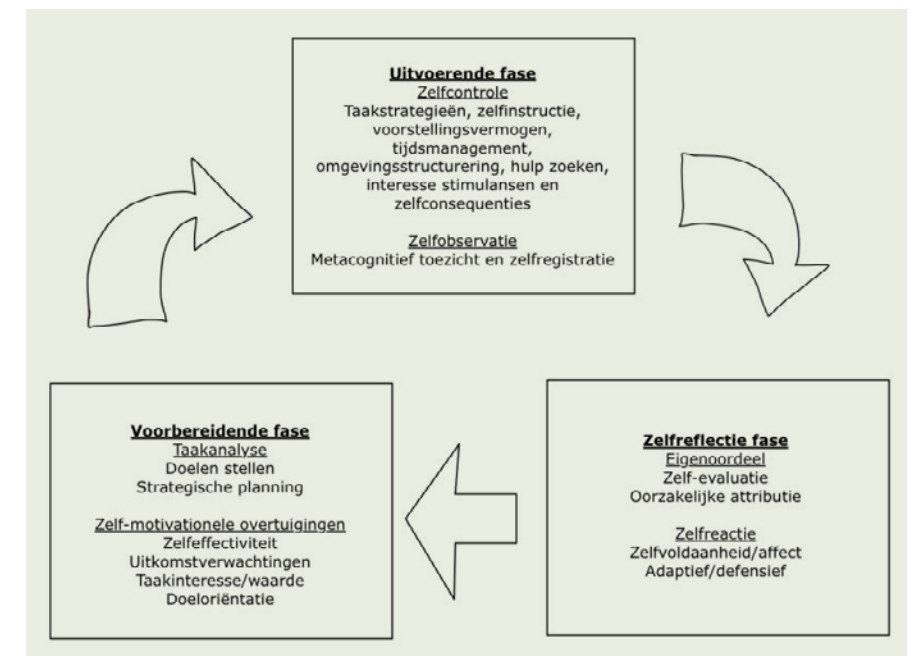 Uitvoerende fase
Zelfcontrole
Taakstrategieën, zelfinstructie,
voorstellingsvermogen,
tijdsmanagement,
omgevingsstructurering, hulp zoeken,
interesse stimulansen en
zelfconsequenties
Zelfobservatie
Metacognitief toezicht en zelfregistratie
Voorbereidende fase
Taakanalyse
Doelen stellen
Strategische planning
Zelf-motivationele overtuigingen
Zelfeffectiviteit
Uitkomstverwachtingen
Taakinteresse/waarde
Doeloriëntatie
Zelfreflectie fase
Eigenoordeel
Zelf-evaluatie
Oorzakelijke attributie
Zelfreactie
Zelfvoldaanheid/affect
Adaptief/defensief